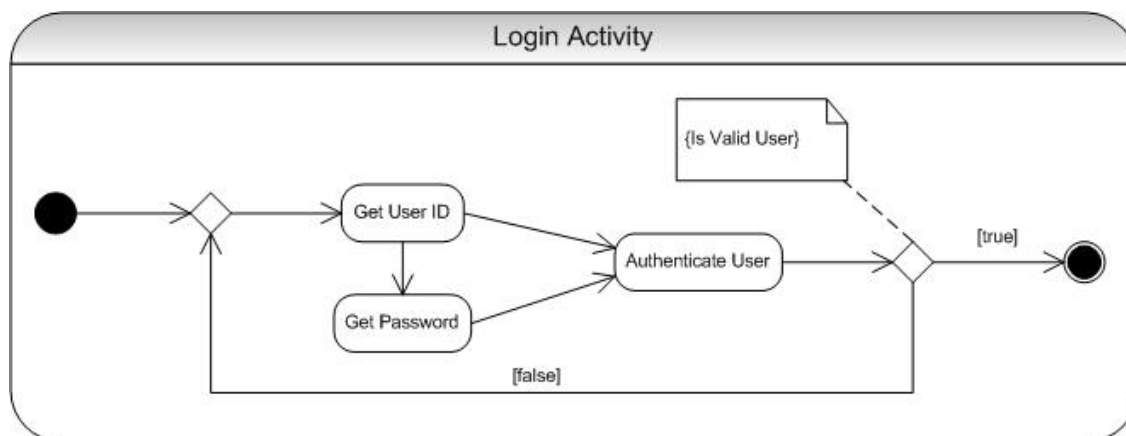 Login Activity
{Is Valid User}
Get User ID
[true]
Authenticate User
Get Password
[false]